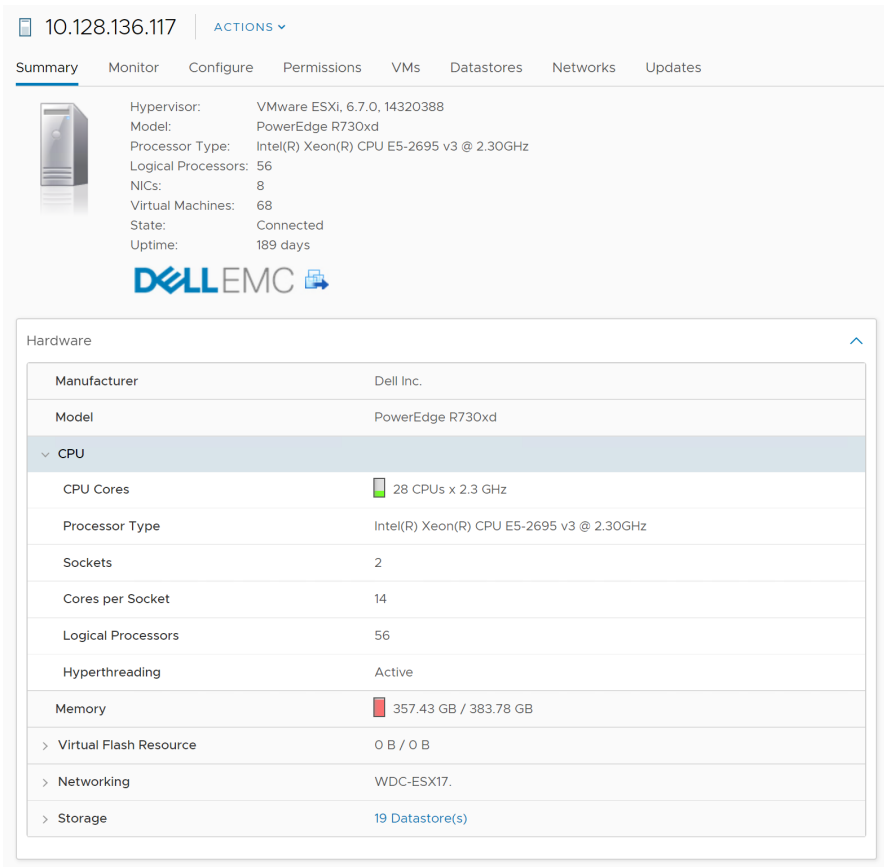 10.128.136.117 ACTIONS
Summary Monitor Configure Permissions VMs Datastores Networks Updates
Hypervisor: VMware ESXi, 6.7.0, 14320388
Model: PowerEdge R730xd
Processor Type: Intel(R) Xeon(R) CPU E5-2695 v3 @ 2.30GHz
Logical Processors: 56
NICs: 8
Virtual Machines: 68
State: Connected
Uptime: 189 days
DELLEMC
Hardware
Manufacturer Dell Inc.
Model PowerEdge R730xd
CPU
CPU Cores 28 CPUs x 2.3 GHz
Processor Type Intel(R) Xeon(R) CPU E5-2695 v3 @ 2.30GHz
Sockets 2
Cores per Socket 14
Logical Processors 56
Hyperthreading Active
Memory 357.43 GB / 383.78 GB
Virtual Flash Resource 0 B / 0 B
Networking WDC-ESX17.
Storage 19 Datastore(s)